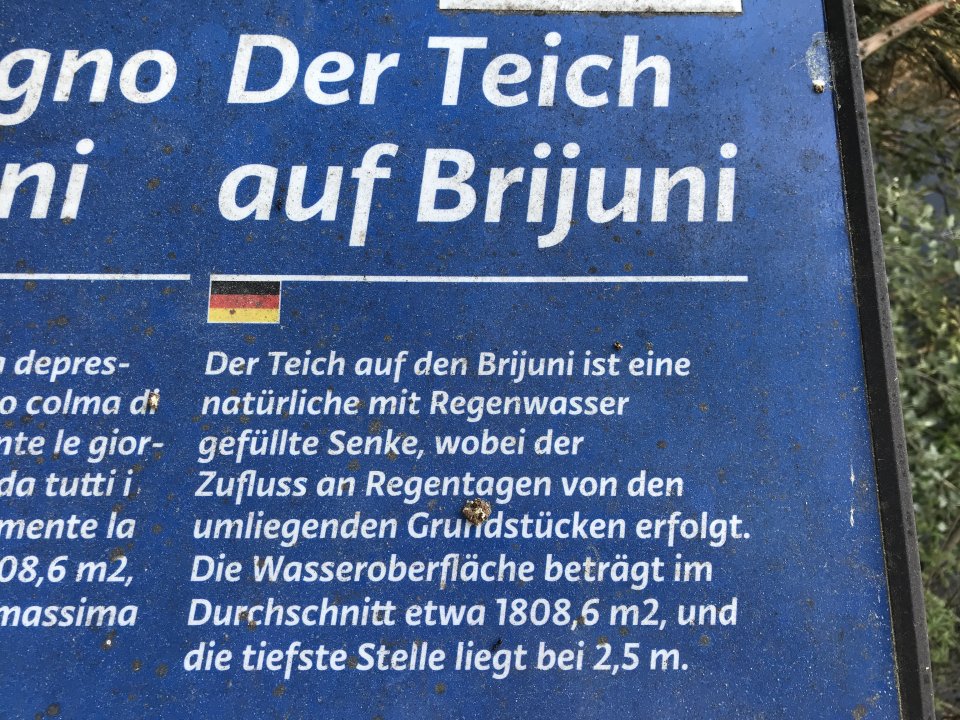 gno
ni
depres-
o colma di
nte le gior-
da tutti i
mente la
08,6 m2,
massima
Der Teich
auf Brijuni
Der Teich auf den Brijuni ist eine
natürliche mit Regenwasser
gefüllte Senke, wobei der
Zufluss an Regentagen von den
umliegenden Grundstücken erfolgt.
Die Wasseroberfläche beträgt im
Durchschnitt etwa 1808,6 m2, und
die tiefste Stelle liegt bei 2,5 m.